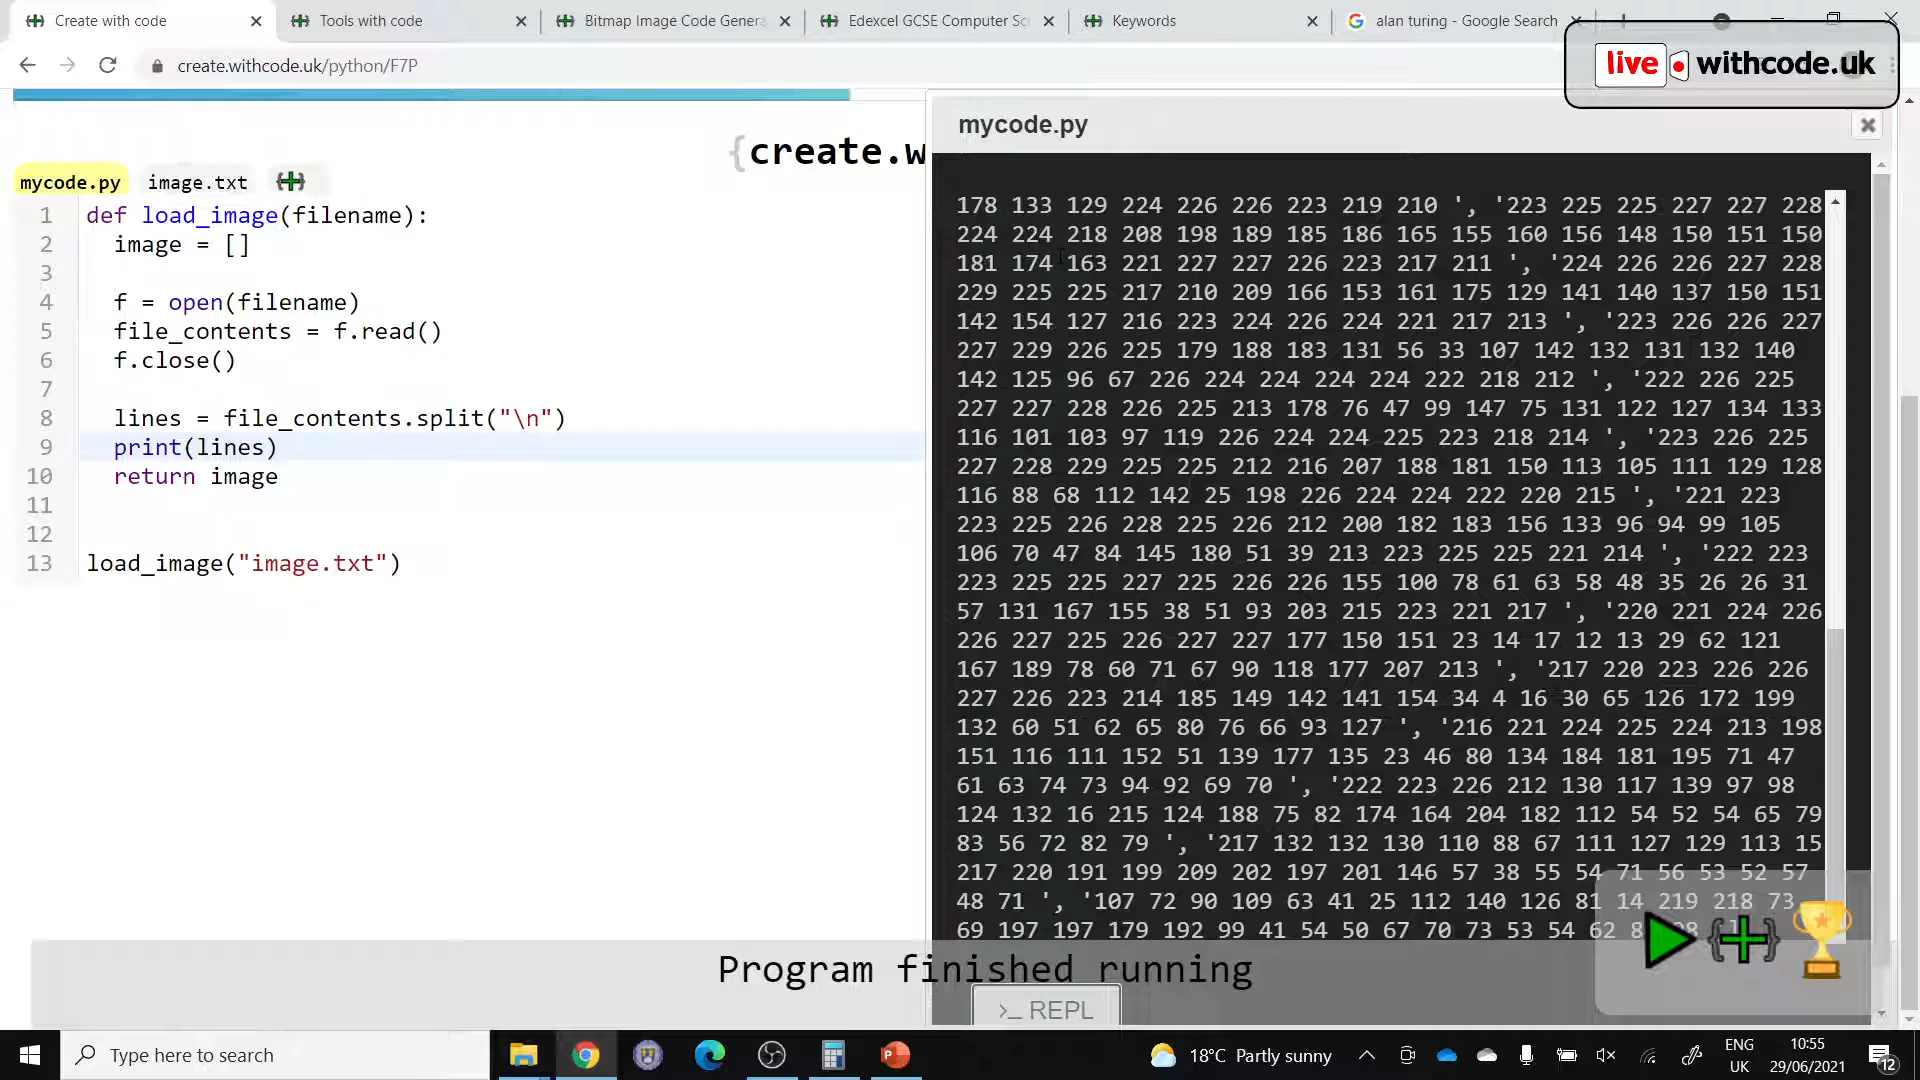 Create with code
Tools with code
Bitmap Image Code Genera
Edexcel GCSE Computer Sc
Keywords
alan turing - Google Search
create.withcode.uk/python/F7P
live withcode.uk
{create.w
mycode.py image.txt
1 def load_image(filename):
2 image = []
3
4 f = open(filename)
5 file_contents = f.read()
6 f.close()
7
8 lines = file_contents.split("\n")
9 print(lines)
10 return image
11
12
13 load_image("image.txt")
mycode.py
178 133 129 224 226 226 223 219 210 ', '223 225 225 227 227 228
224 224 218 208 198 189 185 186 165 155 160 156 148 150 151 150
181 174 163 221 227 227 226 223 217 211 ', '224 226 226 227 228
229 225 225 217 210 209 166 153 161 175 129 141 140 137 150 151
142 154 127 216 223 224 226 224 221 217 213 ', '223 226 226 227
227 229 226 225 179 188 183 131 56 33 107 142 132 131 132 140
142 125 96 67 226 224 224 224 224 222 218 212 ', '222 226 225
227 227 228 226 225 213 178 76 47 99 147 75 131 122 127 134 133
116 101 103 97 119 226 224 224 225 223 218 214 ', '223 226 225
227 228 229 225 225 212 216 207 188 181 150 113 105 111 129 128
116 88 68 112 142 25 198 226 224 224 222 220 215 ', '221 223
223 225 226 228 225 226 212 200 182 183 156 133 96 94 99 105
106 70 47 84 145 180 51 39 213 223 225 225 221 214 ', '222 223
223 225 225 227 225 226 226 155 100 78 61 63 58 48 35 26 26 31
57 131 167 155 38 51 93 203 215 223 221 217 ', '220 221 224 226
226 227 225 226 227 227 177 150 151 23 14 17 12 13 29 62 121
167 189 78 60 71 67 90 118 177 207 213 ', '217 220 223 226 226
227 226 223 214 185 149 142 141 154 34 4 16 30 65 126 172 199
132 60 51 62 65 80 76 66 93 127 ', '216 221 224 225 224 213 198
151 116 111 152 51 139 177 135 23 46 80 134 184 181 195 71 47
61 63 74 73 94 92 69 70 ', '222 223 226 212 130 117 139 97 98
124 132 16 215 124 188 75 82 174 164 204 182 112 54 52 54 65 79
83 56 72 82 79 ', '217 132 132 130 110 88 67 111 127 129 113 15
217 220 191 199 209 202 197 201 146 57 38 55 54 71 56 53 52 57
48 71 ', '107 72 90 109 63 41 25 112 140 126 81 14 219 218 73
69 197 197 179 192 99 41 54 50 67 70 73 53 54 62
Program finished running
>_ REPL
Type here to search
18°C Partly sunny
ENG
UK
10:55
29/06/2021
12